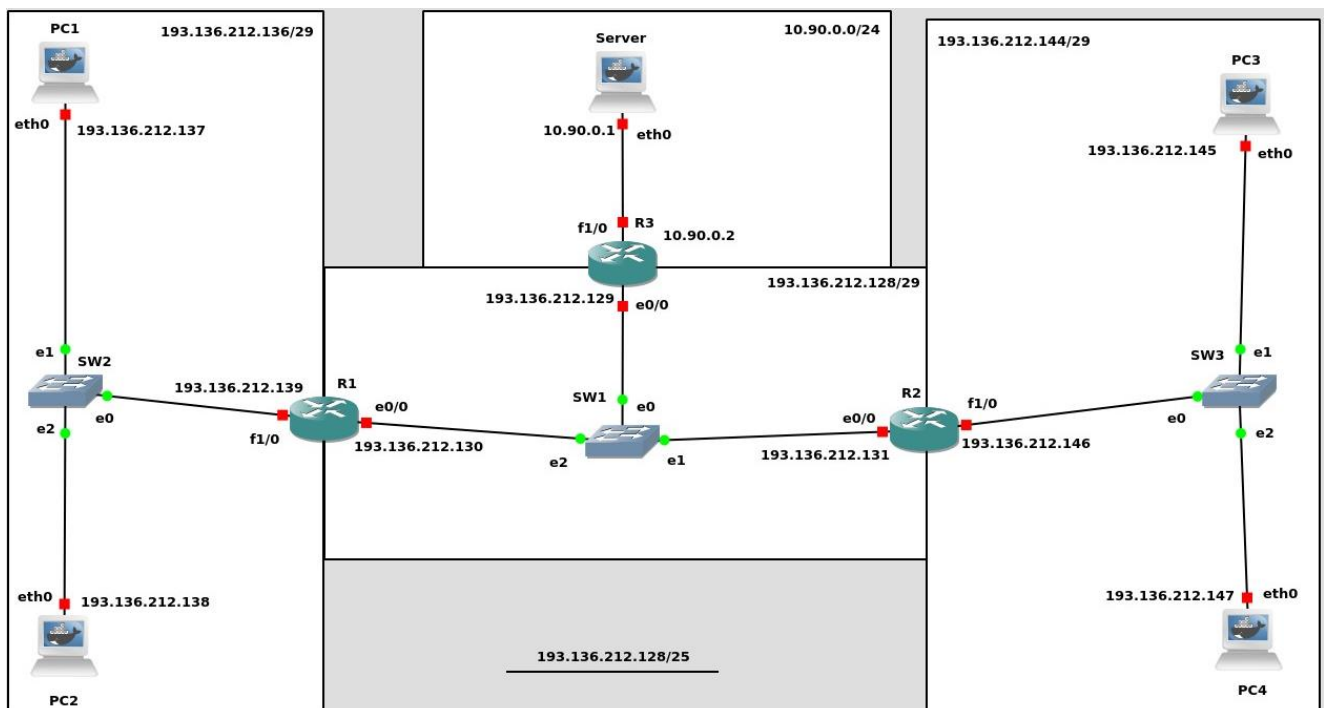 PC1
193.136.212.136/29
eth0
193.136.212.137
Server
10.90.0.0/24
10.90.0.1
eth0
f1/0
R3
10.90.0.2
193.136.212.144/29
PC3
193.136.212.145
eth0
193.136.212.129
e0/0
193.136.212.128/29
e1
SW2
e0
e2
193.136.212.139
R1
f1/0
e0/0
193.136.212.130
SW1
e0
e2
e1
R2
e0/0
f1/0
193.136.212.131
193.136.212.146
SW3
e1
e0
e2
eth0
193.136.212.138
PC2
193.136.212.128/25
193.136.212.147
eth0
PC4